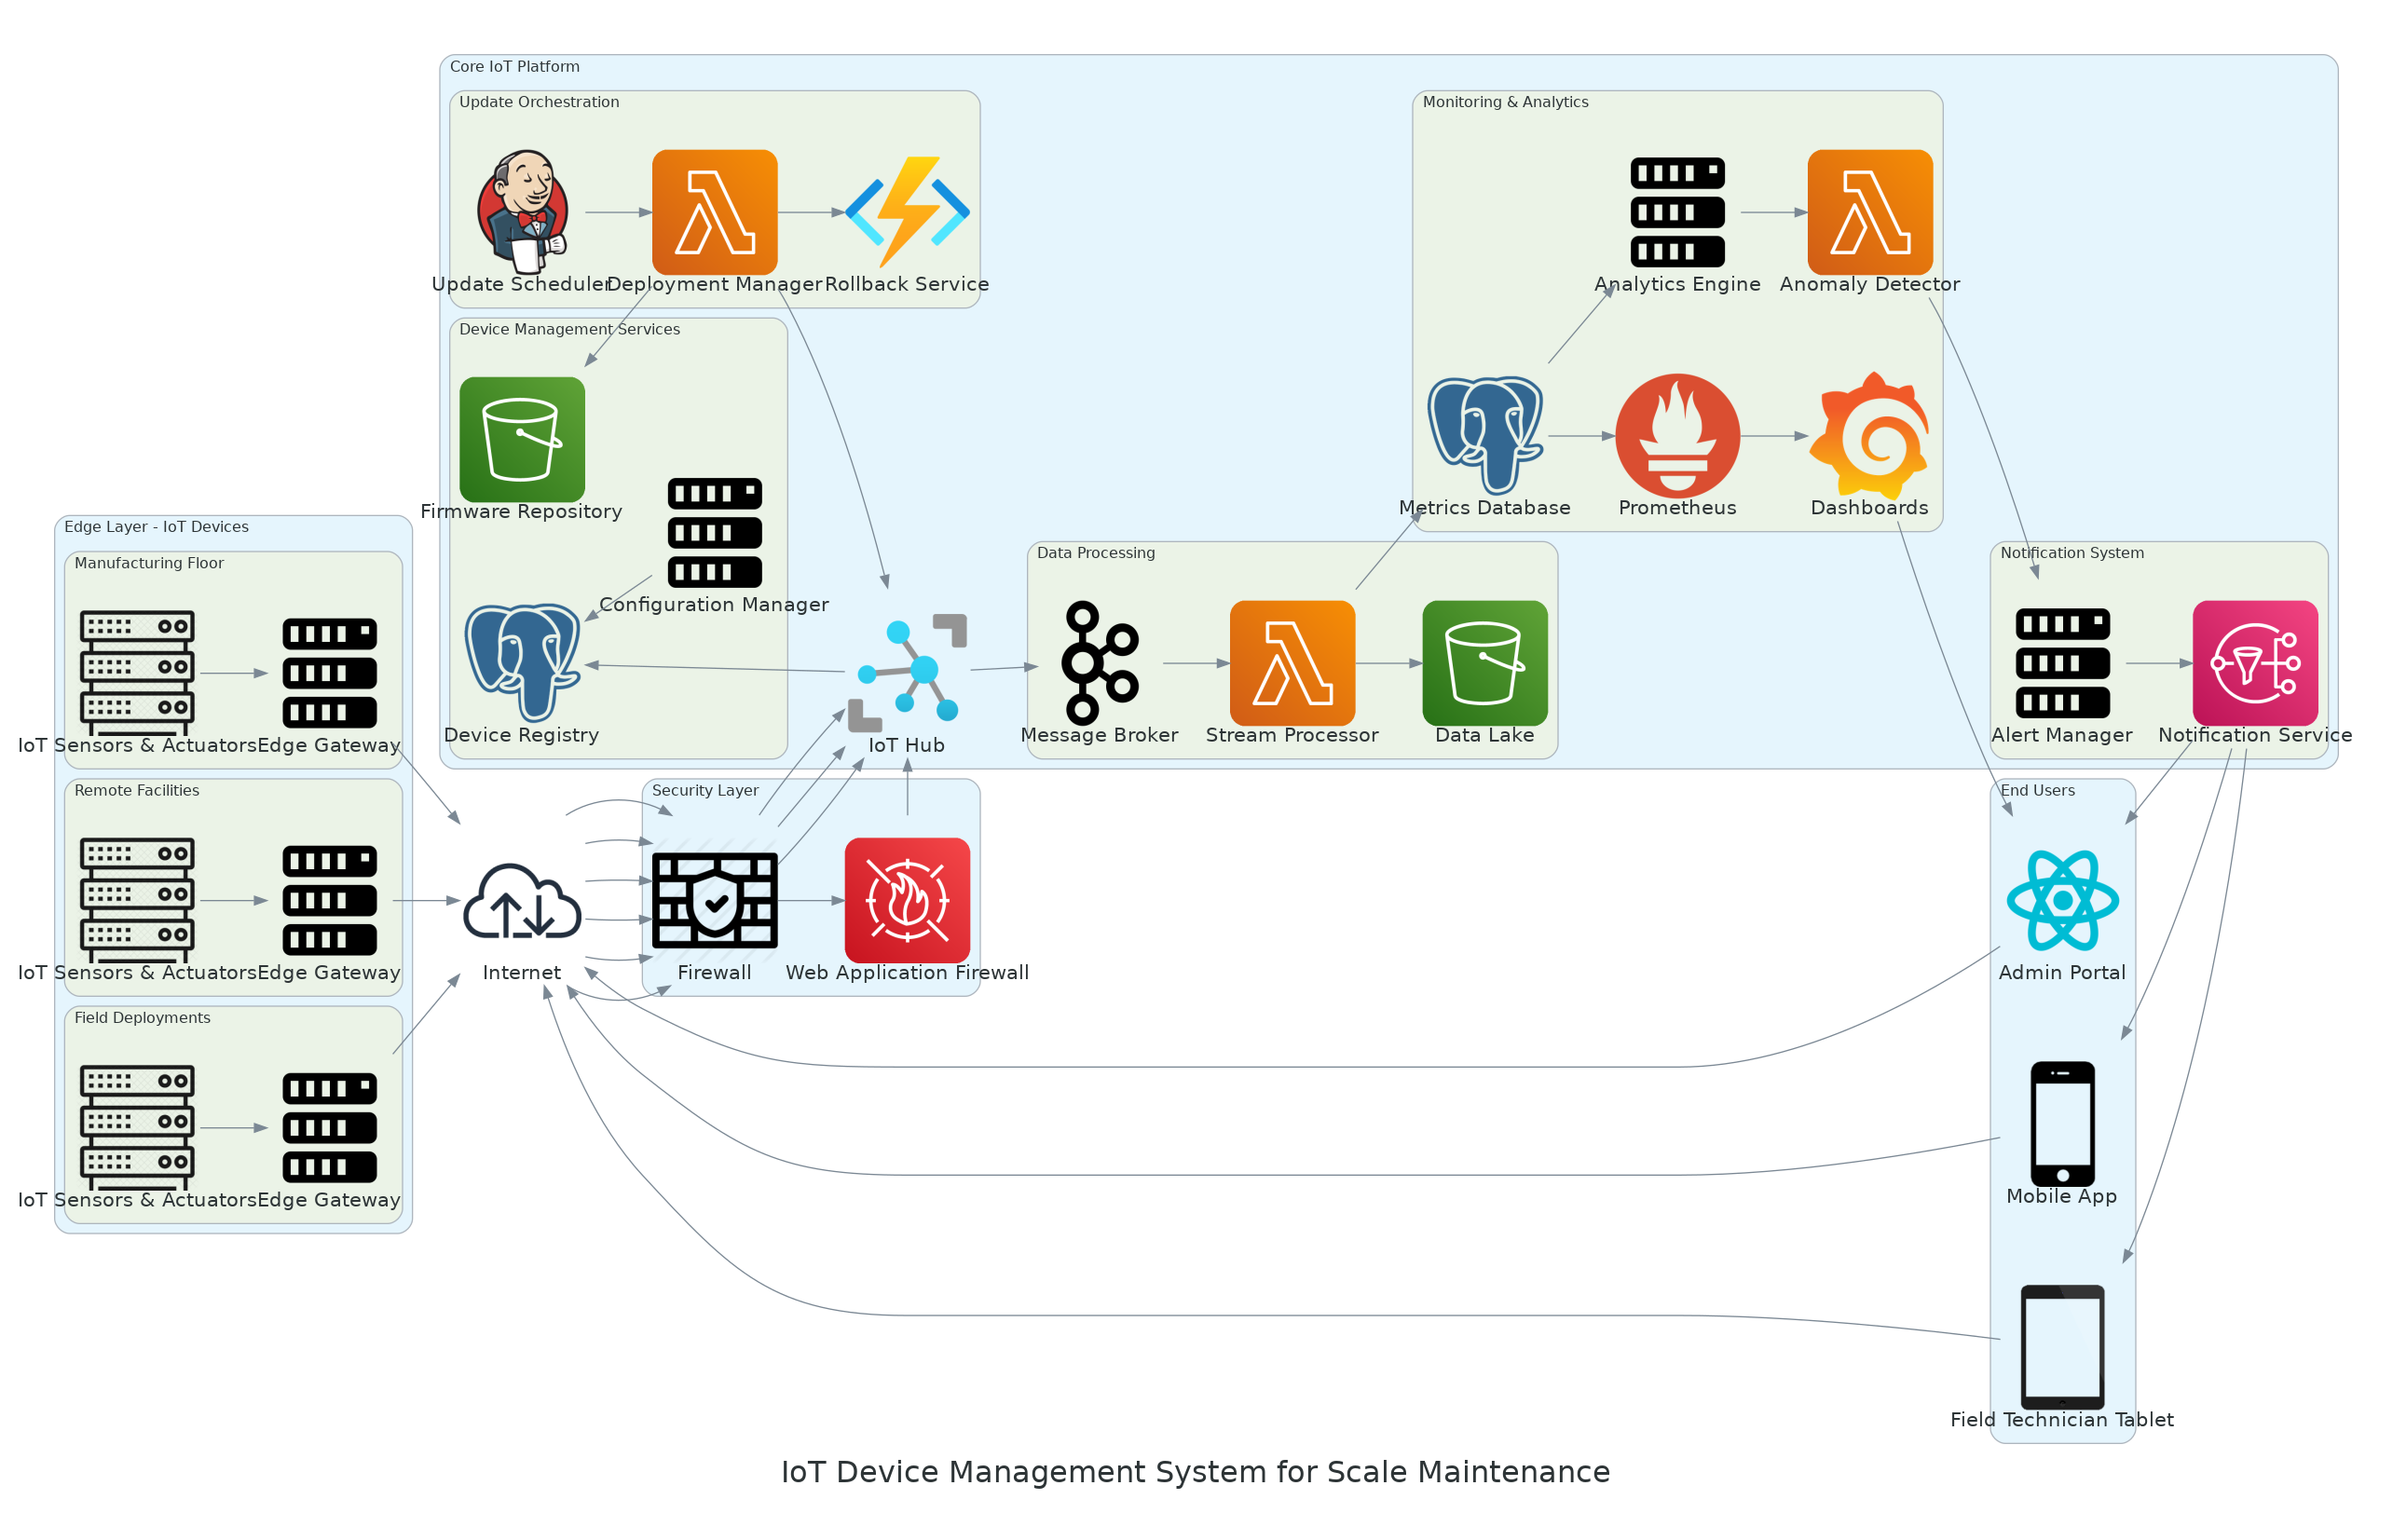 Core IoT Platform
Update Orchestration
Update Scheduler
Deployment Manager
Rollback Service
Monitoring & Analytics
Analytics Engine
Anomaly Detector
Metrics Database
Prometheus
Dashboards
Device Management Services
Firmware Repository
Configuration Manager
Device Registry
IoT Hub
Data Processing
Message Broker
Stream Processor
Data Lake
Notification System
Alert Manager
Notification Service
Edge Layer - IoT Devices
Manufacturing Floor
IoT Sensors & Actuators
Edge Gateway
Remote Facilities
IoT Sensors & Actuators
Edge Gateway
Field Deployments
IoT Sensors & Actuators
Edge Gateway
Internet
Security Layer
Firewall
Web Application Firewall
End Users
Admin Portal
Mobile App
Field Technician Tablet
IoT Device Management System for Scale Maintenance